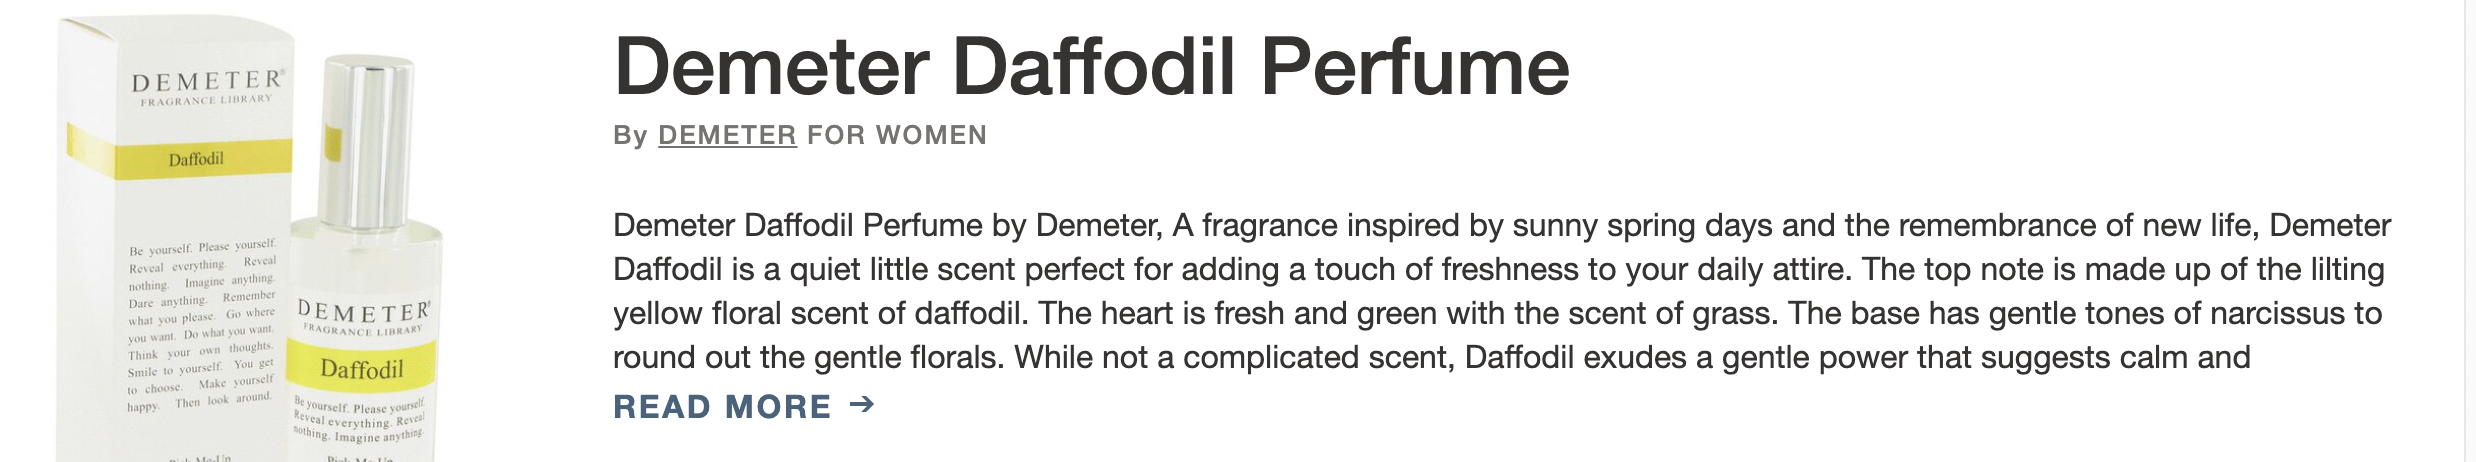 DEMETER®
FRAGRANCE LIBRARY
Daffodil
Be yourself. Please yourself.
Reveal everything. Reveal
nothing. Imagine anything.
Dare anything. Remember
what you please. Go where
you want. Do what you want.
Think your own thoughts.
Smile to yourself. You get
to choose. Make yourself
happy. Then look around.
Pick-Me-Up
DEMETER®
FRAGRANCE LIBRARY
Daffodil
Be yourself. Please yourself.
Reveal everything. Reveal
nothing. Imagine anything.
Pick-Me-Up
Demeter Daffodil Perfume
By DEMETER FOR WOMEN
Demeter Daffodil Perfume by Demeter, A fragrance inspired by sunny spring days and the remembrance of new life, Demeter
Daffodil is a quiet little scent perfect for adding a touch of freshness to your daily attire. The top note is made up of the lilting
yellow floral scent of daffodil. The heart is fresh and green with the scent of grass. The base has gentle tones of narcissus to
round out the gentle florals. While not a complicated scent, Daffodil exudes a gentle power that suggests calm and
READ MORE →